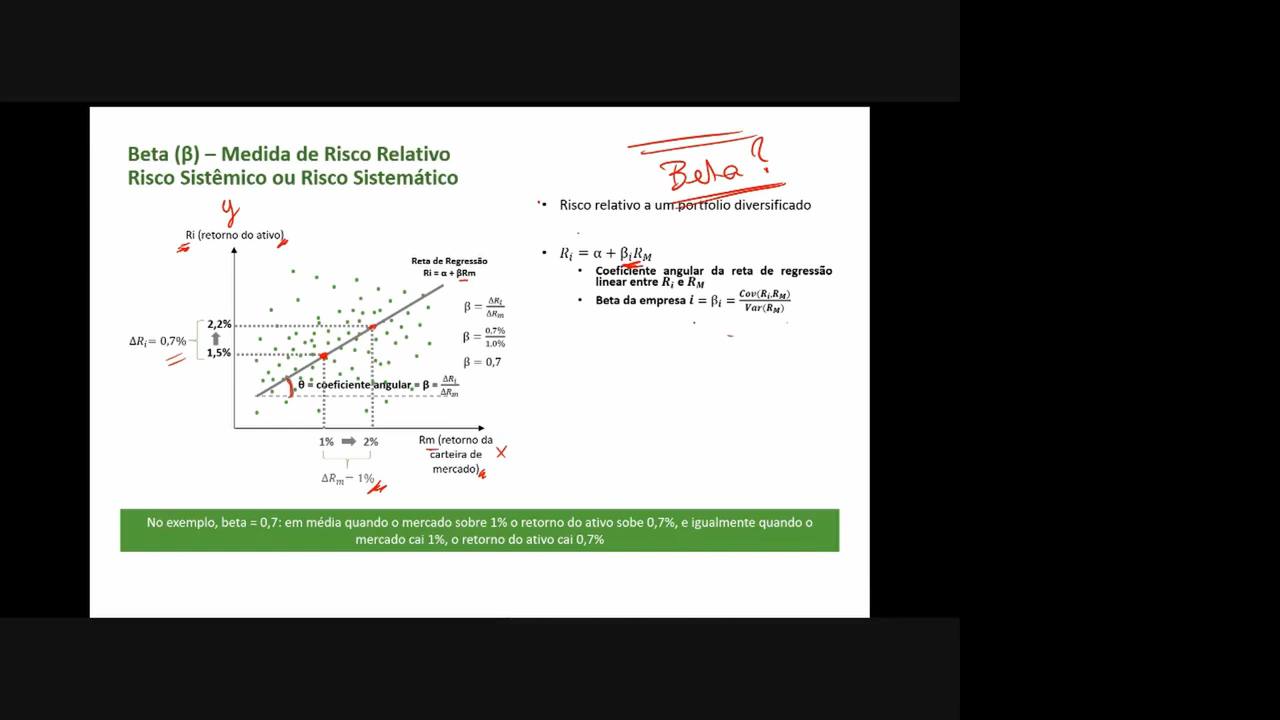 Beta (β) – Medida de Risco Relativo
Risco Sistêmico ou Risco Sistemático
Beta?
y
Ri (retorno do ativo)
Reta de Regressão
Ri = α + βRm
β = ΔRᵢ/ΔRₘ
β = 0,7%/1,0%
β = 0,7
2,2%
ΔRᵢ= 0,7%
1,5%
θ = coeficiente angular = β = ΔRᵢ/ΔRₘ
1% 2%
Rm (retorno da
carteira de
mercado)
x
ΔRₘ= 1%
• Risco relativo a um portfolio diversificado
• Rᵢ = α + βᵢR_M
• Coeficiente angular da reta de regressão
linear entre Rᵢ e R_M
• Beta da empresa i = βᵢ = Cov(Rᵢ,R_M)/Var(R_M)
No exemplo, beta = 0,7: em média quando o mercado sobre 1% o retorno do ativo sobe 0,7%, e igualmente quando o
mercado cai 1%, o retorno do ativo cai 0,7%